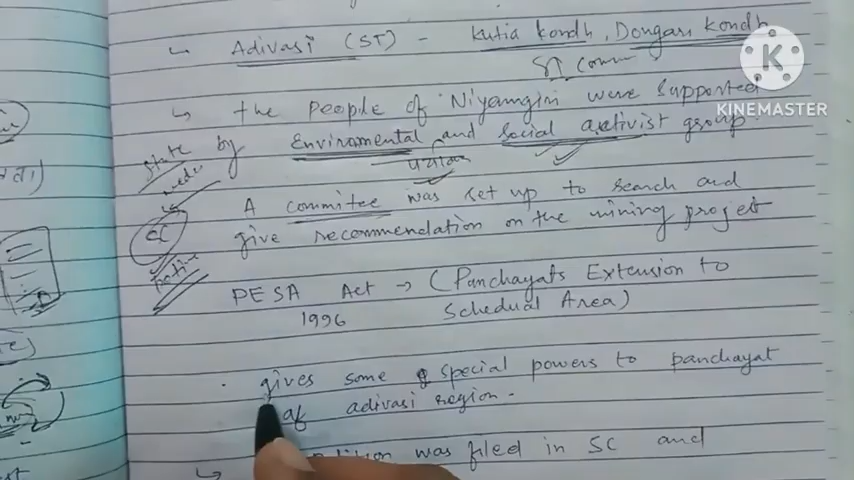 ↳ Adivasi (ST) - Kutia Kondh, Dongari Kondh
ST comm
KINEMASTER
↳ the people of Niyamgiri were supported
by Enviramental and social activist group.
state
A commitee was set up to search and
SC
give recommendation on the mining project
PESA Act → (Panchayats Extension to
1996 Schedual Area)
gives some special powers to panchayat
of adivasi region.
was filed in SC and